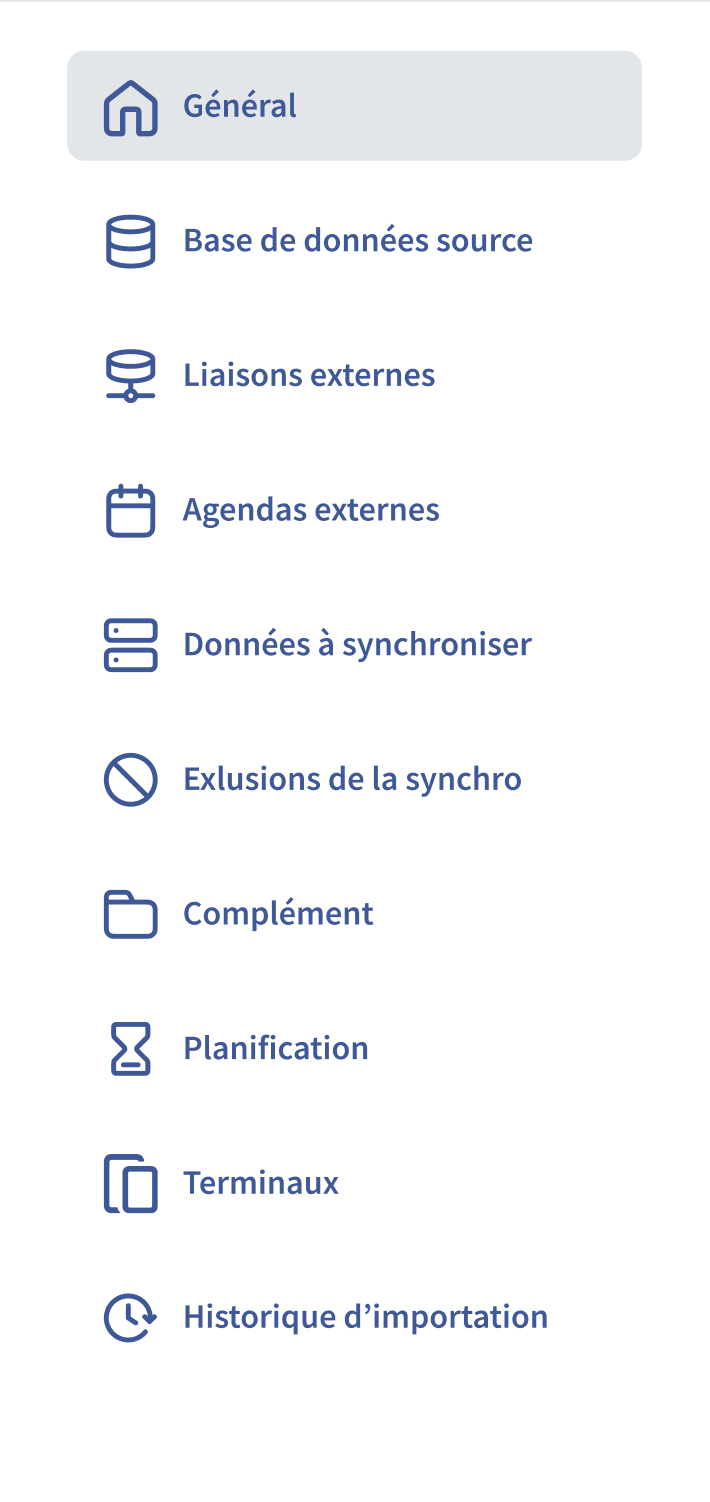 Général
Base de données source
Liaisons externes
Agendas externes
Données à synchroniser
Exlusions de la synchro
Complément
Planification
Terminaux
Historique d’importation